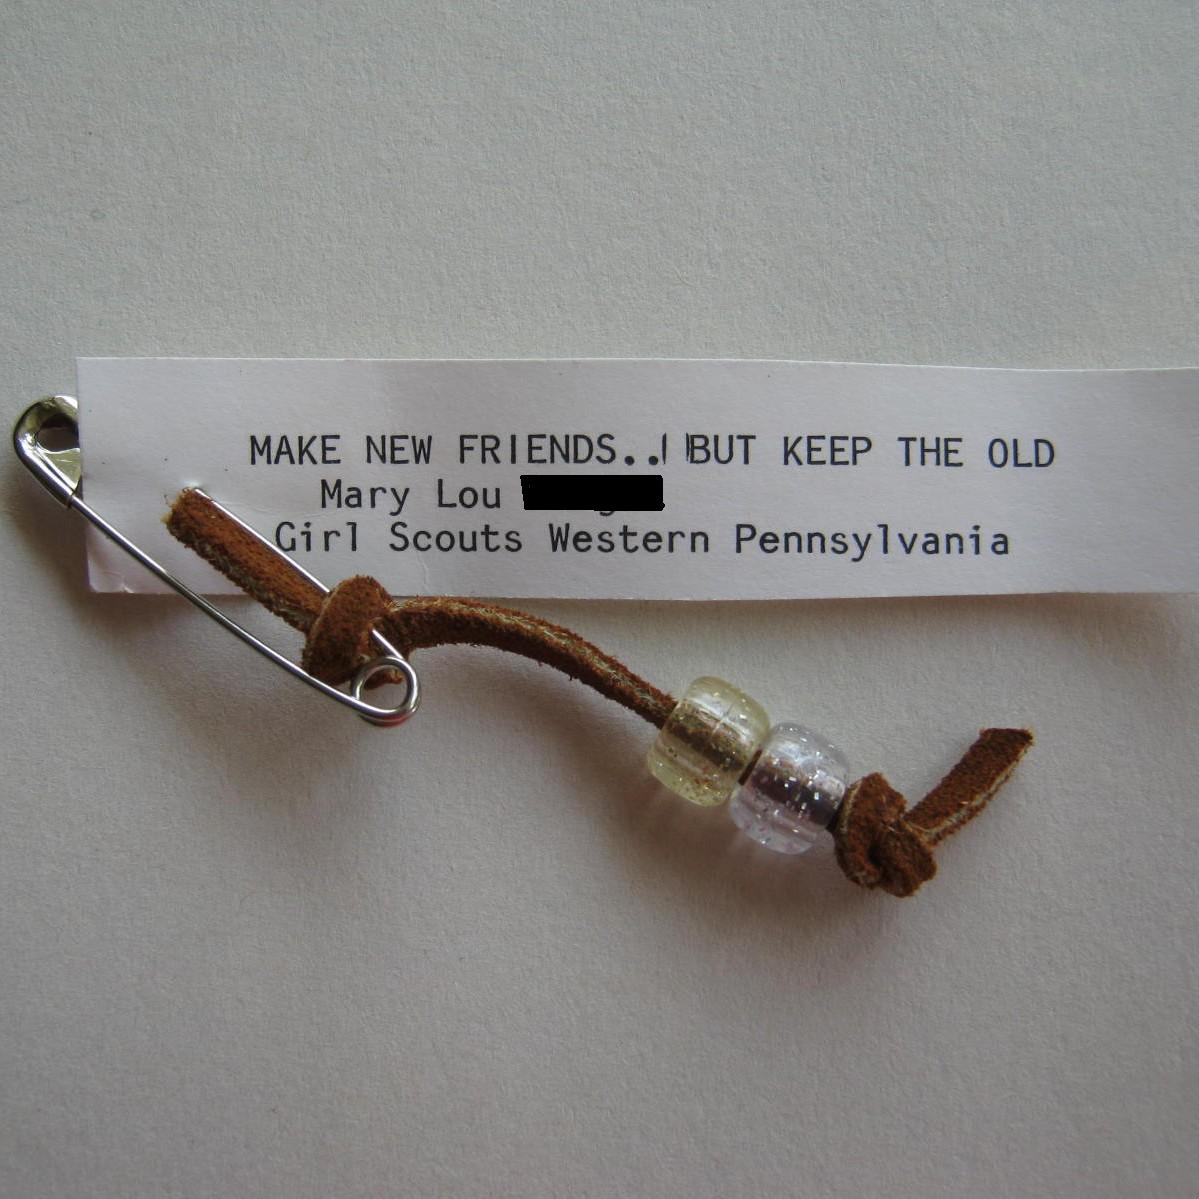 MAKE NEW FRIENDS... BUT KEEP THE OLD
Mary Lou
Girl Scouts Western Pennsylvania